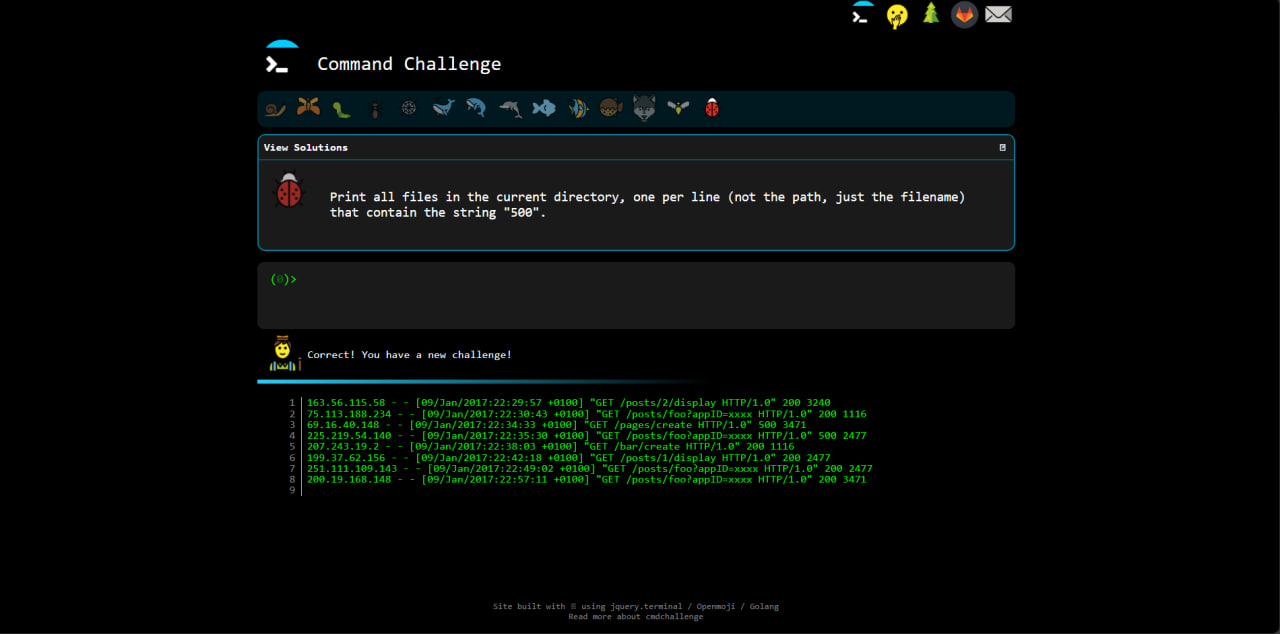 Command Challenge
View Solutions
Print all files in the current directory, one per line (not the path, just the filename)
that contain the string "500".
(0)>
Correct! You have a new challenge!
1 163.56.115.58 - - [09/Jan/2017:22:29:57 +0100] "GET /posts/2/display HTTP/1.0" 200 3240
2 75.113.188.234 - - [09/Jan/2017:22:30:43 +0100] "GET /posts/foo?appID=xxxx HTTP/1.0" 200 1116
3 69.16.40.148 - - [09/Jan/2017:22:34:33 +0100] "GET /pages/create HTTP/1.0" 500 3471
4 225.219.54.140 - - [09/Jan/2017:22:35:30 +0100] "GET /posts/foo?appID=xxxx HTTP/1.0" 500 2477
5 207.243.19.2 - - [09/Jan/2017:22:38:03 +0100] "GET /bar/create HTTP/1.0" 200 1116
6 199.37.62.156 - - [09/Jan/2017:22:42:18 +0100] "GET /posts/1/display HTTP/1.0" 200 2477
7 251.111.109.143 - - [09/Jan/2017:22:49:02 +0100] "GET /posts/foo?appID=xxxx HTTP/1.0" 200 2477
8 200.19.168.148 - - [09/Jan/2017:22:57:11 +0100] "GET /posts/foo?appID=xxxx HTTP/1.0" 200 3471
9
Site built with using jquery.terminal / Openmoji / Golang
Read more about cmdchallenge